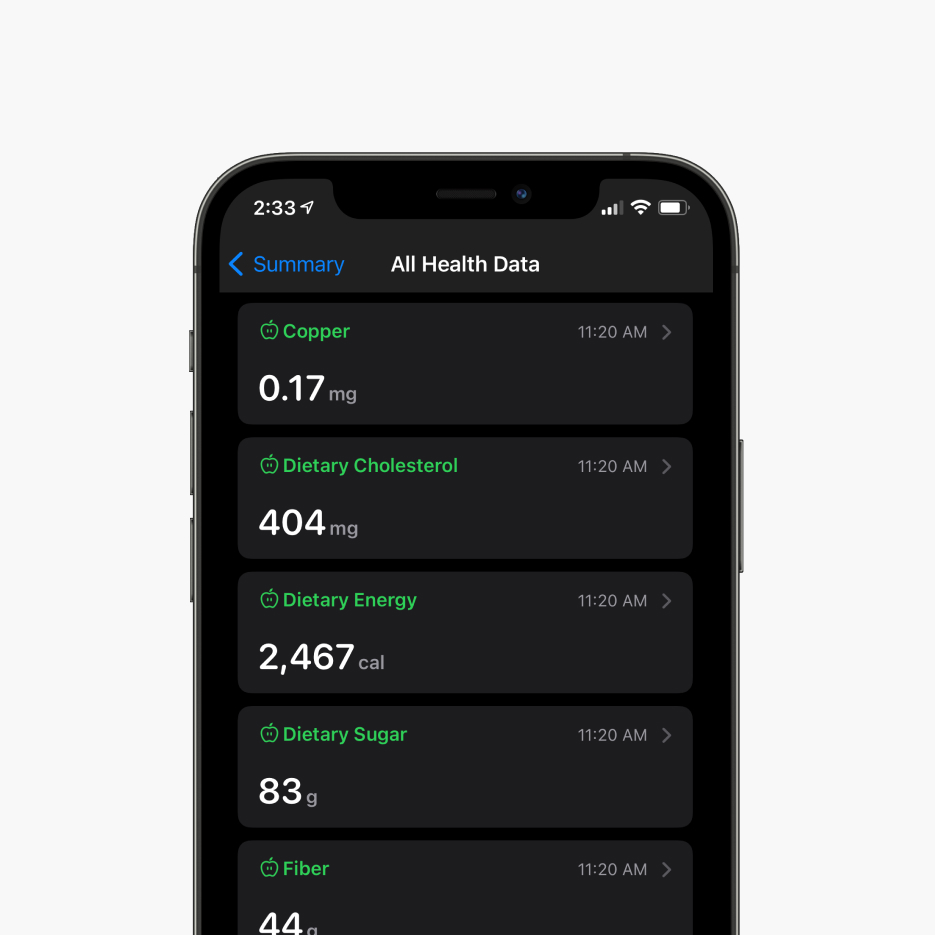 2:33
Summary All Health Data
Copper 11:20 AM
0.17 mg
Dietary Cholesterol 11:20 AM
404 mg
Dietary Energy 11:20 AM
2,467 cal
Dietary Sugar 11:20 AM
83 g
Fiber 11:20 AM
44 g